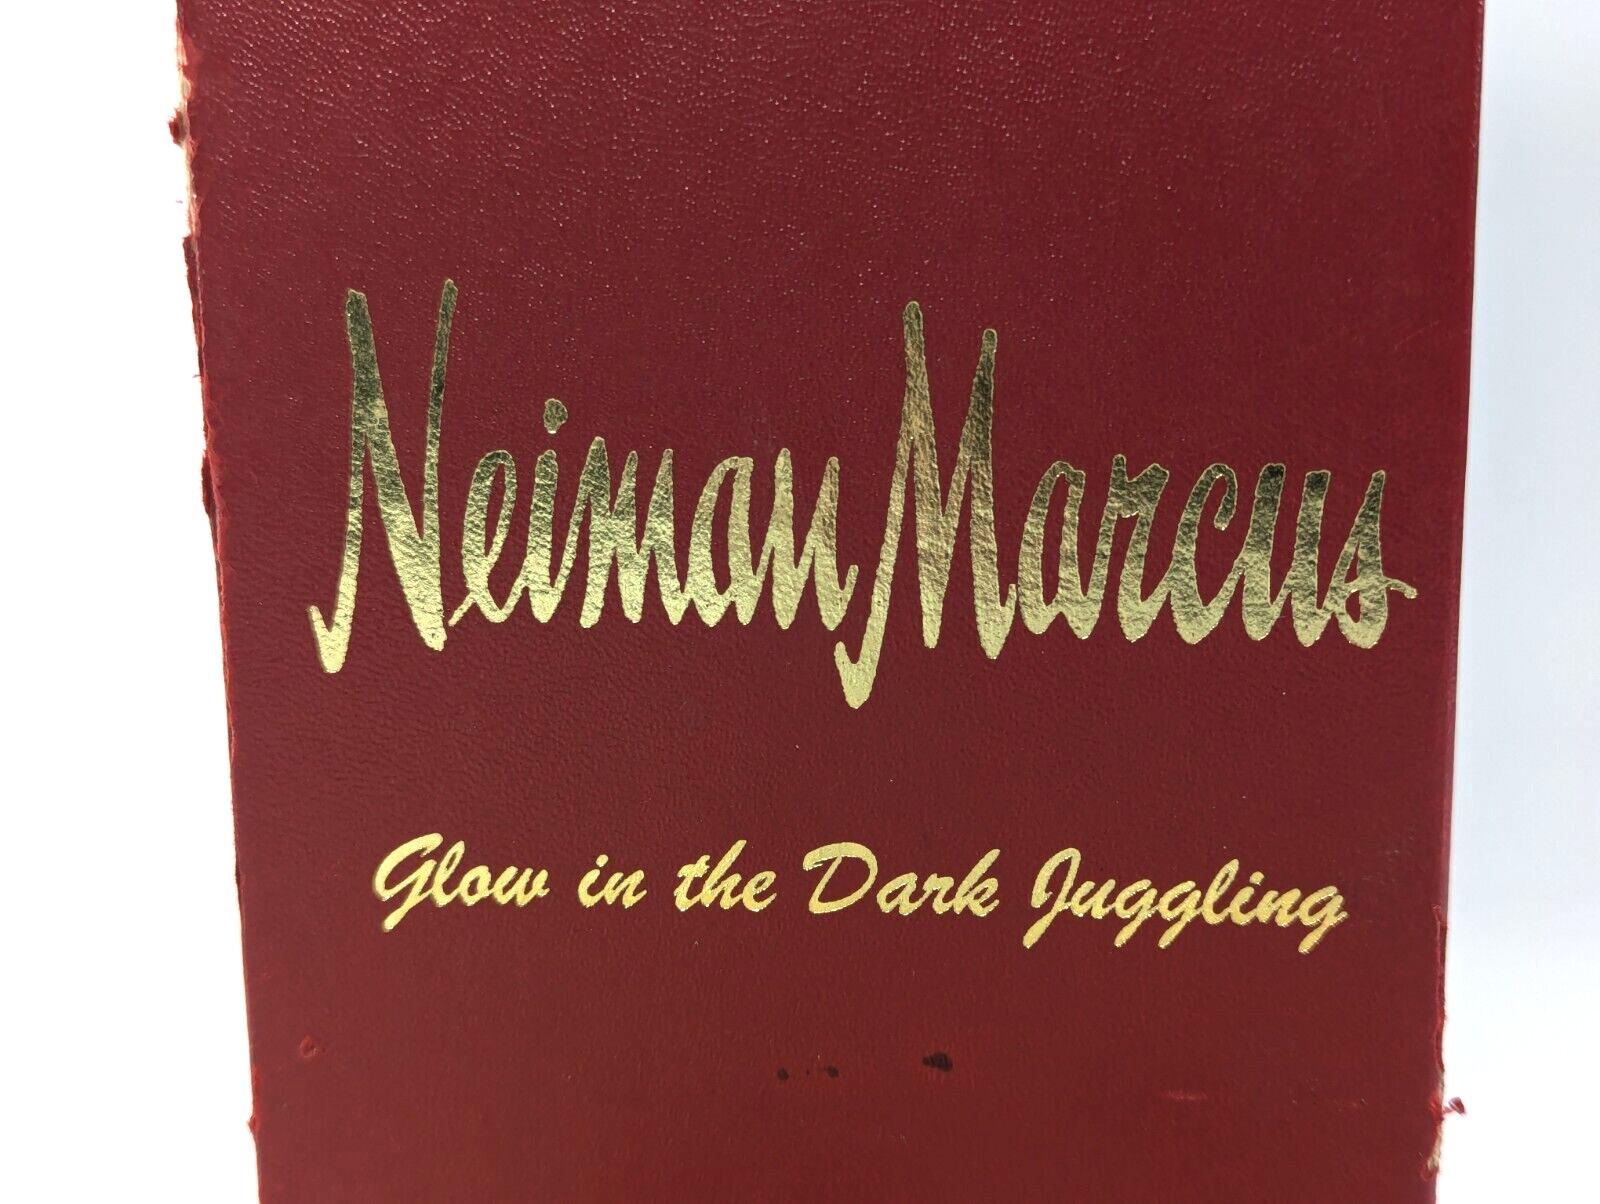 Neiman Marcus
Glow in the Dark Juggling